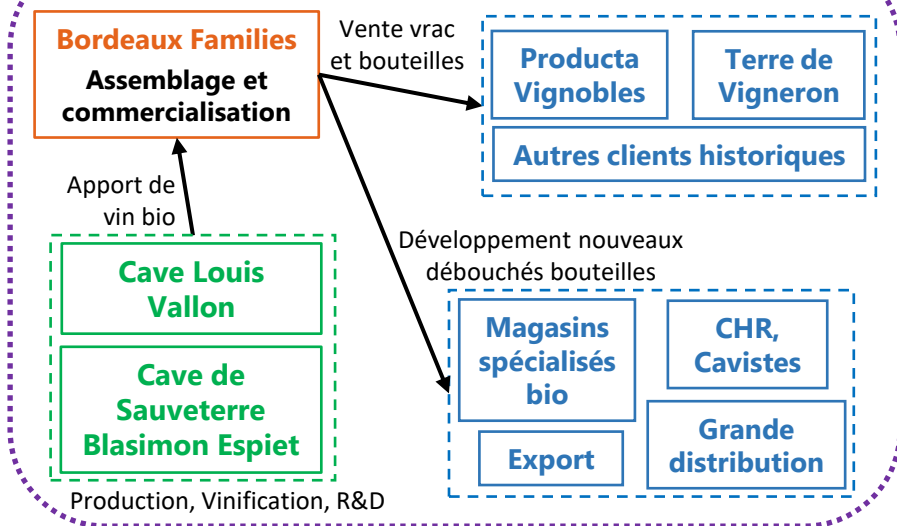 Bordeaux Families
Assemblage et
commercialisation
Vente vrac
et bouteilles
Producta
Vignobles
Terre de
Vigneron
Autres clients historiques
Apport de
vin bio
Cave Louis
Vallon
Cave de
Sauveterre
Blasimon Espiet
Production, Vinification, R&D
Développement nouveaux
débouchés bouteilles
Magasins
spécialisés
bio
CHR,
Cavistes
Export
Grande
distribution